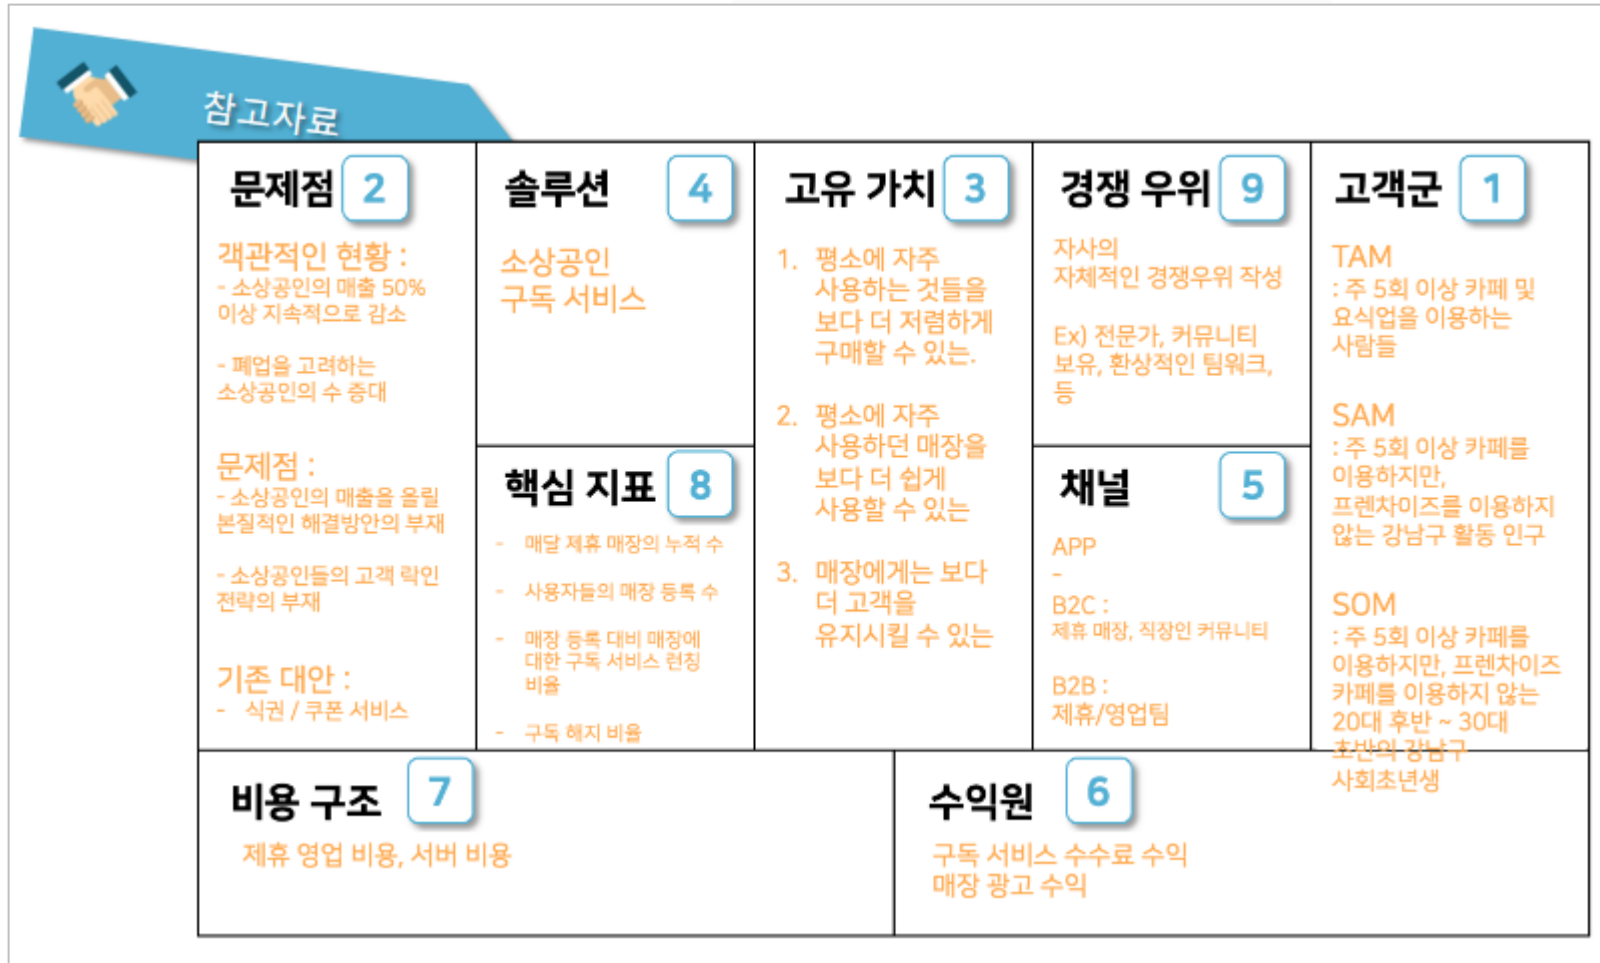 참고자료
문제점 2
객관적인 현황 :
- 소상공인의 매출 50%
이상 지속적으로 감소
- 폐업을 고려하는
소상공인의 수 증대
문제점 :
- 소상공인의 매출을 올릴
본질적인 해결방안의 부재
- 소상공인들의 고객 락인
전략의 부재
기존 대안 :
- 식권 / 쿠폰 서비스
솔루션 4
소상공인
구독 서비스
핵심 지표 8
- 매달 제휴 매장의 누적 수
- 사용자들의 매장 등록 수
- 매장 등록 대비 매장에
대한 구독 서비스 런칭
비율
- 구독 해지 비율
고유 가치 3
1. 평소에 자주
사용하는 것들을
보다 더 저렴하게
구매할 수 있는.
2. 평소에 자주
사용하던 매장을
보다 더 쉽게
사용할 수 있는
3. 매장에게는 보다
더 고객을
유지시킬 수 있는
경쟁 우위 9
자사의
자체적인 경쟁우위 작성
Ex) 전문가, 커뮤니티
보유, 환상적인 팀워크,
등
채널 5
APP
-
B2C :
제휴 매장, 직장인 커뮤니티
B2B :
제휴/영업팀
고객군 1
TAM
: 주 5회 이상 카페 및
요식업을 이용하는
사람들
SAM
: 주 5회 이상 카페를
이용하지만,
프렌차미즈를 이용하지
않는 강남구 활동 인구
SOM
: 주 5회 이상 카페를
이용하지만, 프렌차이즈
카페를 이용하지 않는
20대 후반 ~ 30대
초반의 강남구
사회초년생
비용 구조 7
제휴 영업 비용, 서버 비용
수익원 6
구독 서비스 수수료 수익
매장 광고 수익